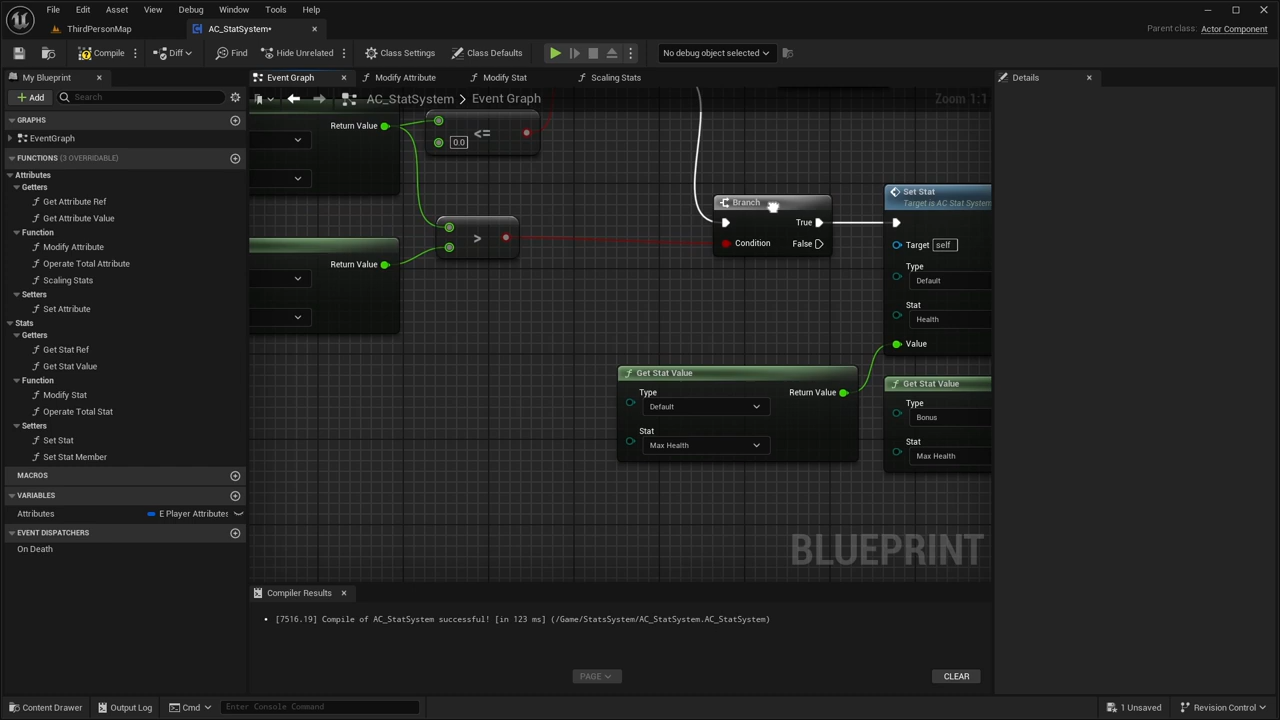 File Edit Asset View Debug Window Tools Help
ThirdPersonMap
AC_StatSystem*
Parent class: Actor Component
Compile
Diff
Find
Hide Unrelated
Class Settings
Class Defaults
No debug object selected
My Blueprint
Event Graph
Modify Attribute
Modify Stat
Scaling Stats
Details
Add
Search
AC_StatSystem > Event Graph
Zoom 1:1
GRAPHS
EventGraph
FUNCTIONS (3 OVERRIDABLE)
Attributes
Getters
Get Attribute Ref
Get Attribute Value
Function
Modify Attribute
Operate Total Attribute
Scaling Stats
Setters
Set Attribute
Stats
Getters
Get Stat Ref
Get Stat Value
Function
Modify Stat
Operate Total Stat
Setters
Set Stat
Set Stat Member
MACROS
VARIABLES
Attributes
E Player Attributes
EVENT DISPATCHERS
On Death
Return Value
0.0
<=
Return Value
>
Branch
True
Condition
False
Set Stat
Target is AC Stat System
Target self
Type
Default
Stat
Health
Value
Get Stat Value
Type
Return Value
Default
Stat
Max Health
Get Stat Value
Type
Bonus
Stat
Max Health
BLUEPRINT
Compiler Results
[7516.19] Compile of AC_StatSystem successful! [in 123 ms] (/Game/StatsSystem/AC_StatSystem.AC_StatSystem)
PAGE
CLEAR
Content Drawer
Output Log
Cmd
Enter Console Command
1 Unsaved
Revision Control